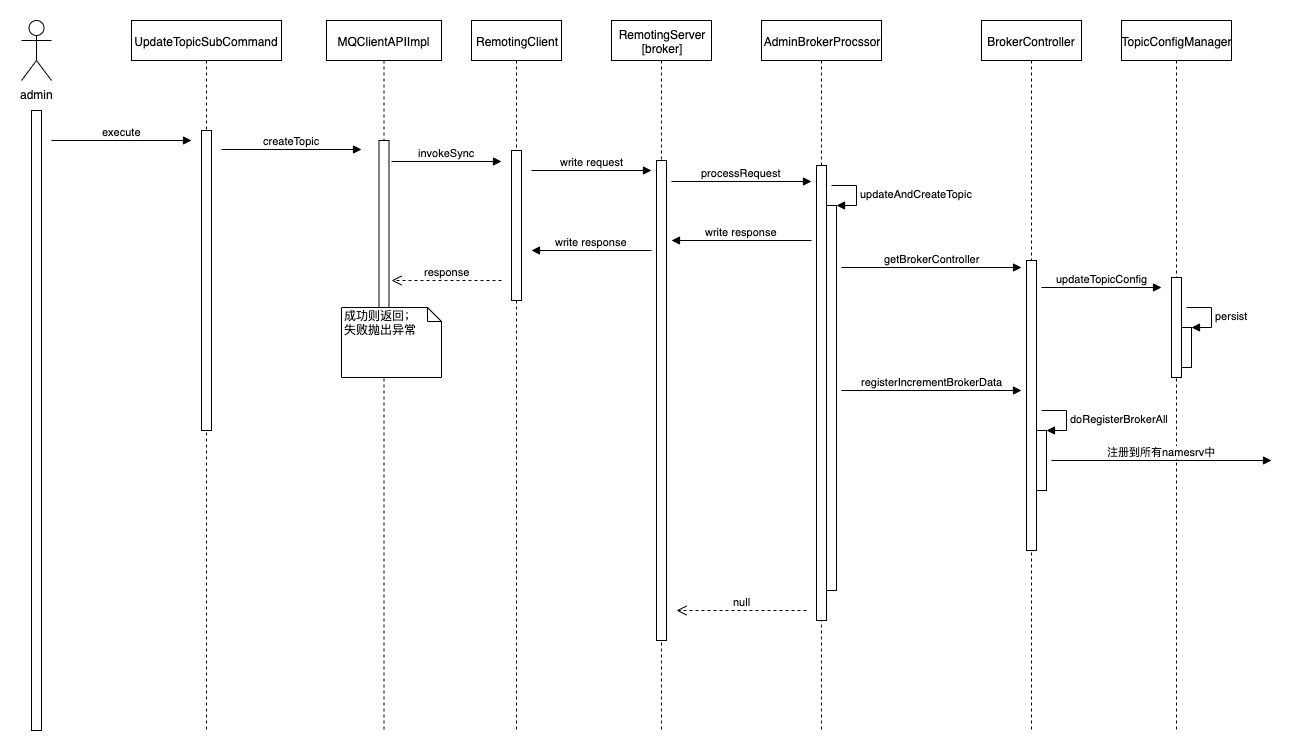 admin
UpdateTopicSubCommand
MQClientAPIImpl
RemotingClient
RemotingServer
[broker]
AdminBrokerProcssor
BrokerController
TopicConfigManager
execute
createTopic
invokeSync
write request
processRequest
updateAndCreateTopic
write response
write response
getBrokerController
response
updateTopicConfig
成功则返回；
失败抛出异常
persist
registerIncrementBrokerData
doRegisterBrokerAll
注册到所有namesrv中
null